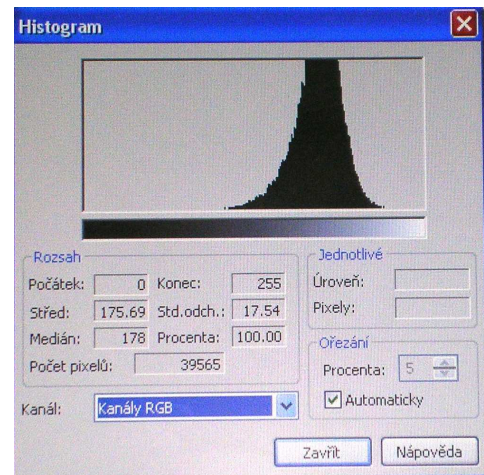 Histogram
Rozsah
Počátek: 0 Konec: 255
Střed: 175.69 Std.odch.: 17.54
Medián: 178 Procenta: 100.00
Počet pixelů: 39565
Jednotlivé
Úroveň:
Pixely:
Ořezání
Procenta: 5
Automaticky
Kanál: Kanály RGB
Zavřít Nápověda